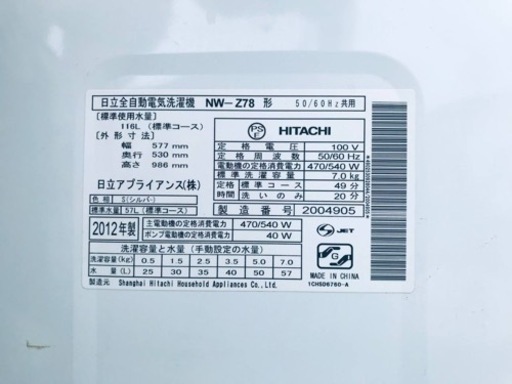 日立全自動電気洗濯機 NW-Z78 形 50/60Hz共用
[標準使用水量]
116L (標準コース)
[外形寸法]
幅 577 mm
奥行 530 mm
高さ 986 mm
日立アプライアンス(株)
色相 S(シルバー)
標準水量 57L (標準コース)
PSE HITACHI
定格電圧 100 V
定格周波数 50/60 Hz
電動機の定格消費電力 470/540 W
標準洗濯容量 7.0 kg
定格 標準コース 49 分
時間 洗いのみ 20 分
製造番号 2004905
2012年製
主電動機の定格消費電力 470/540 W
ポンプ電動機の定格消費電力 40 W
洗濯容量と水量 (手動設定の水量)
洗濯容量(kg) 0.5 1.5 2.5 3.5 5.0 7.0
水量(L) 25 30 35 40 50 57
製造元 Shanghai Hitachi Household Appliances Co., Ltd.
JET
G
MADE IN CHINA
1CHSD6760-A